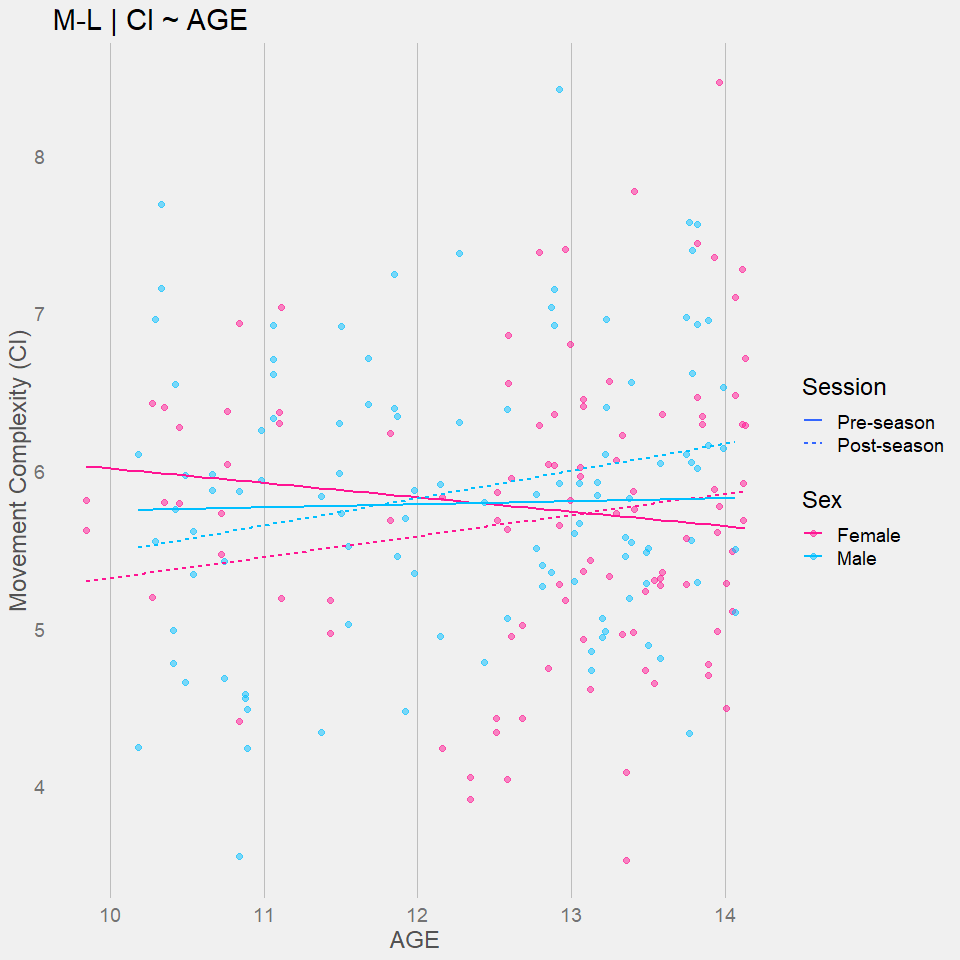 M-L | CI ~ AGE
Movement Complexity (CI)
8
7
6
5
4
10 11 12 13 14
AGE
Session
Pre-season
Post-season
Sex
Female
Male